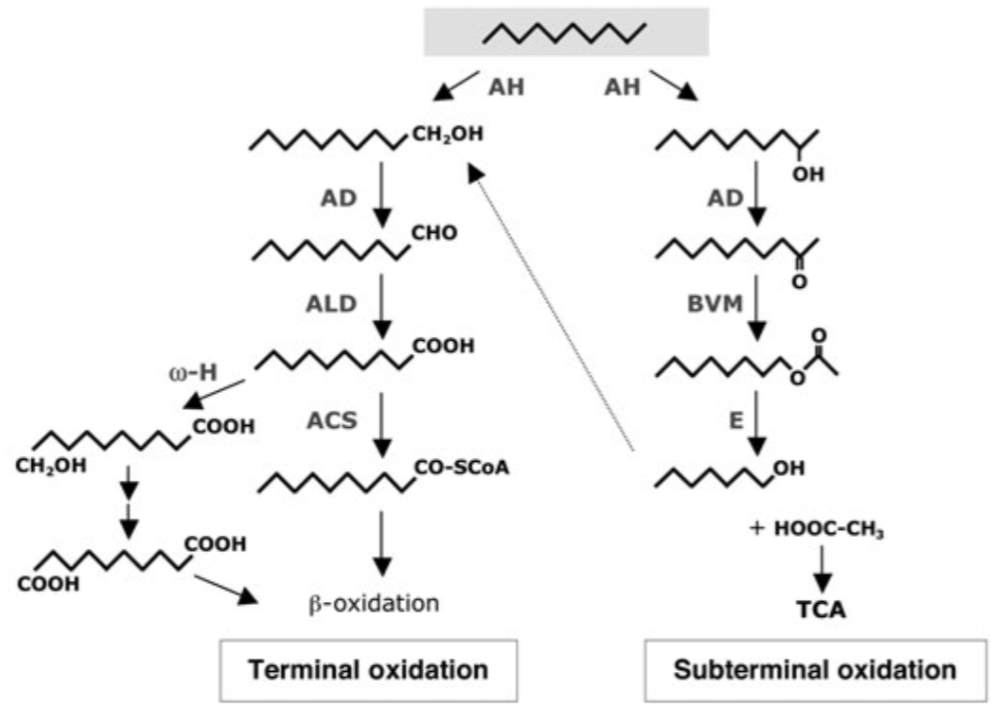 AH
AH
CH₂OH
OH
AD
AD
CHO
O
ALD
BVM
COOH
O
O
ω-H
ACS
E
COOH
CH₂OH
CO-SCoA
OH
+ HOOC-CH₃
COOH
COOH
β-oxidation
TCA
Terminal oxidation
Subterminal oxidation